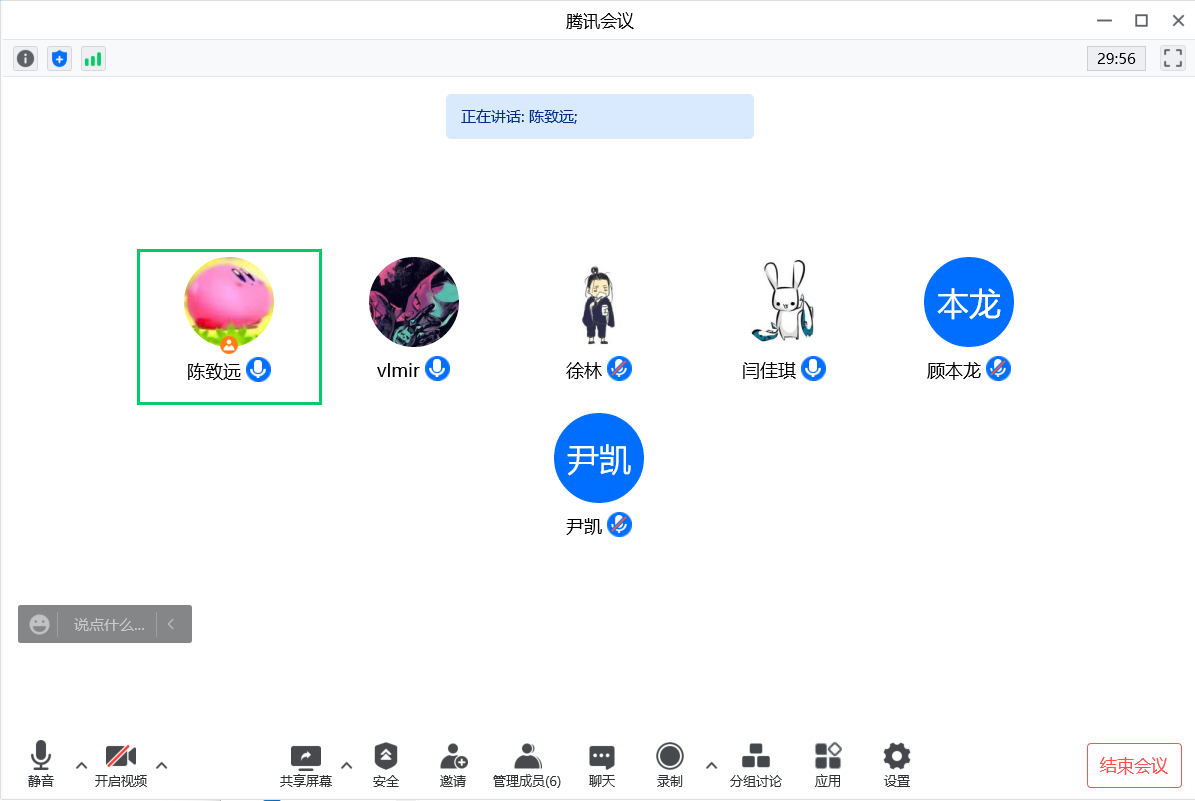 腾讯会议
29:56
正在讲话: 陈致远;
本龙
陈致远
vlmir
徐林
闫佳琪
顾本龙
尹凯
尹凯
说点什么...
静音
开启视频
共享屏幕
安全
邀请
管理成员(6)
聊天
录制
分组讨论
应用
设置
结束会议